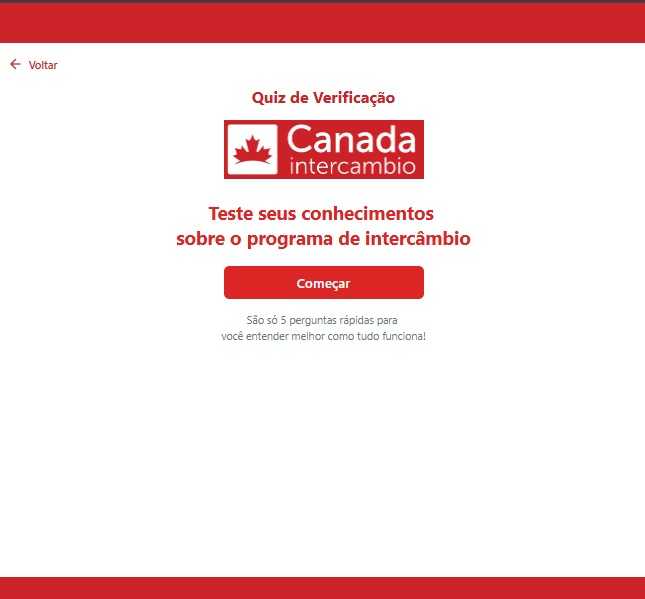 Voltar
Quiz de Verificação
Canada
intercambio
Teste seus conhecimentos
sobre o programa de intercâmbio
Começar
São só 5 perguntas rápidas para
você entender melhor como tudo funciona!